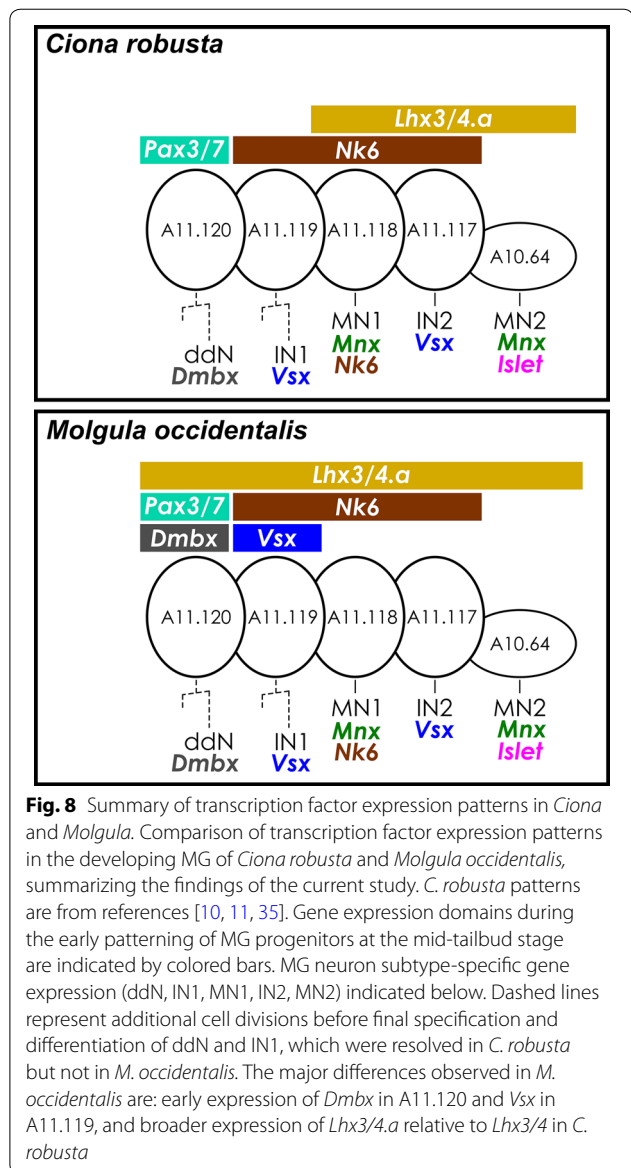 Ciona robusta
Lhx3/4.a
Pax3/7 Nk6
A11.120 A11.119 A11.118 A11.117 A10.64
ddN IN1 MN1 IN2 MN2
Dmbx Vsx Mnx Vsx Mnx
Nk6 Islet
Molgula occidentalis
Lhx3/4.a
Pax3/7 Nk6
Dmbx Vsx
A11.120 A11.119 A11.118 A11.117 A10.64
ddN IN1 MN1 IN2 MN2
Dmbx Vsx Mnx Vsx Mnx
Nk6 Islet
Fig. 8 Summary of transcription factor expression patterns in Ciona
and Molgula. Comparison of transcription factor expression patterns
in the developing MG of Ciona robusta and Molgula occidentalis,
summarizing the findings of the current study. C. robusta patterns
are from references [10, 11, 35]. Gene expression domains during
the early patterning of MG progenitors at the mid-tailbud stage
are indicated by colored bars. MG neuron subtype-specific gene
expression (ddN, IN1, MN1, IN2, MN2) indicated below. Dashed lines
represent additional cell divisions before final specification and
differentiation of ddN and IN1, which were resolved in C. robusta
but not in M. occidentalis. The major differences observed in M.
occidentalis are: early expression of Dmbx in A11.120 and Vsx in
A11.119, and broader expression of Lhx3/4.a relative to Lhx3/4 in C.
robusta